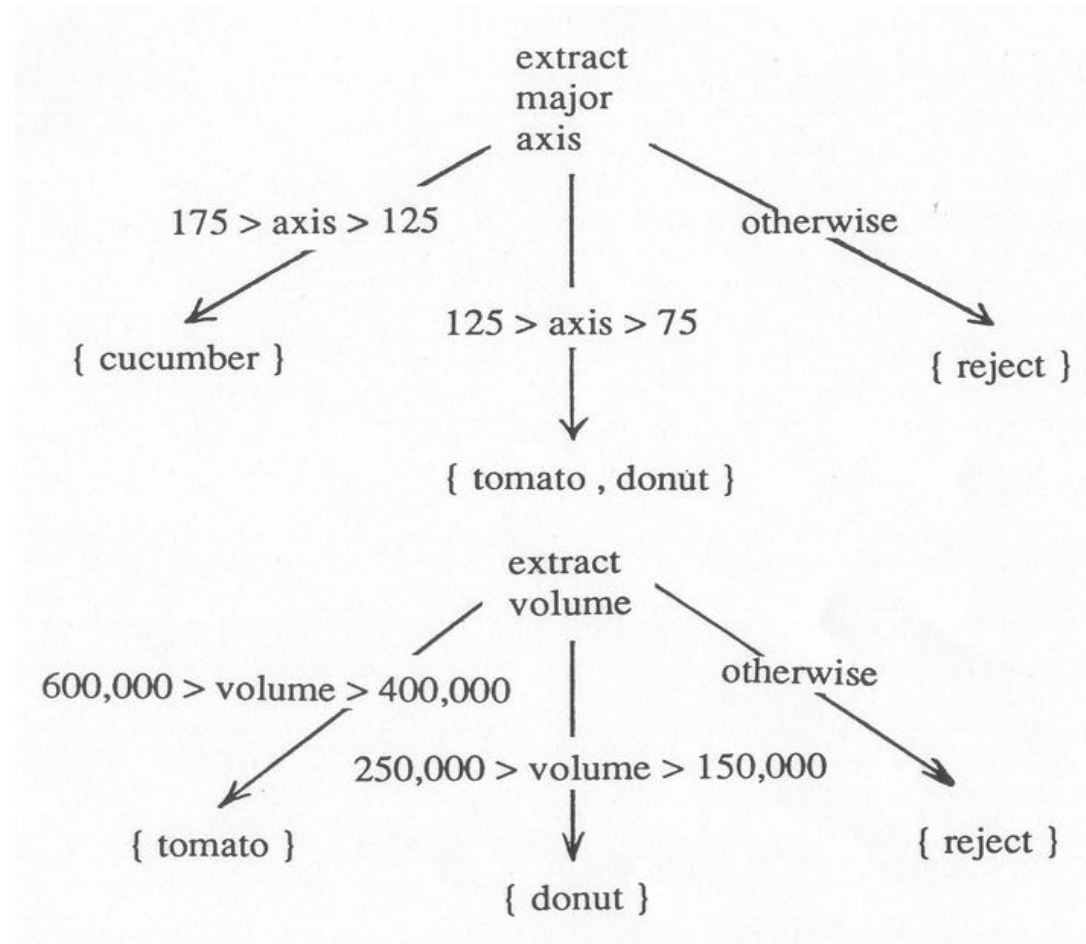 extract
major
axis
175 > axis > 125
otherwise
125 > axis > 75
{ cucumber }
{ reject }
{ tomato , donut }
extract
volume
600,000 > volume > 400,000
otherwise
250,000 > volume > 150,000
{ tomato }
{ reject }
{ donut }